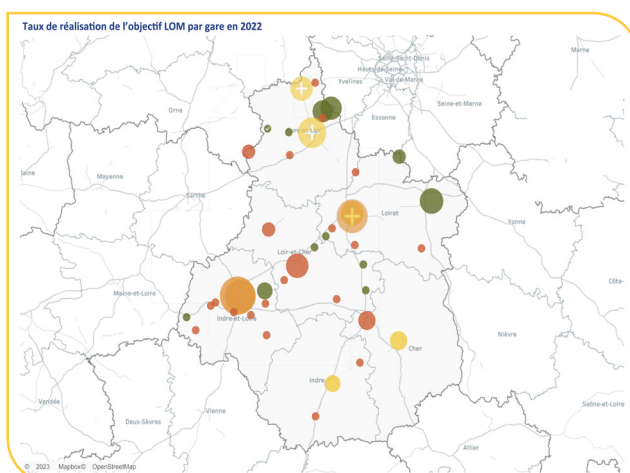 Taux de réalisation de l'objectif LOM par gare en 2022
Marne
Seine-Saint-Denis
Hauts-de-Seine
Yvelines
Val-de-Marne
Orne
Seine-et-Marne
Essonne
Mayenne
Sarthe
Loiret
Yonne
Loir-et-Cher
Maine-et-Loire
Indre-et-Loire
Nièvre
Cher
Indre
Vendée
Deux-Sèvres
Vienne
Saône-et-Loire
Allier
© 2023 Mapbox© OpenStreetMap